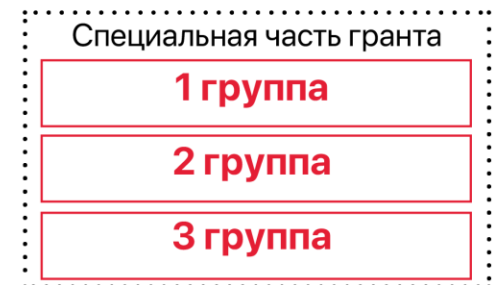 Специальная часть гранта
1 группа
2 группа
3 группа